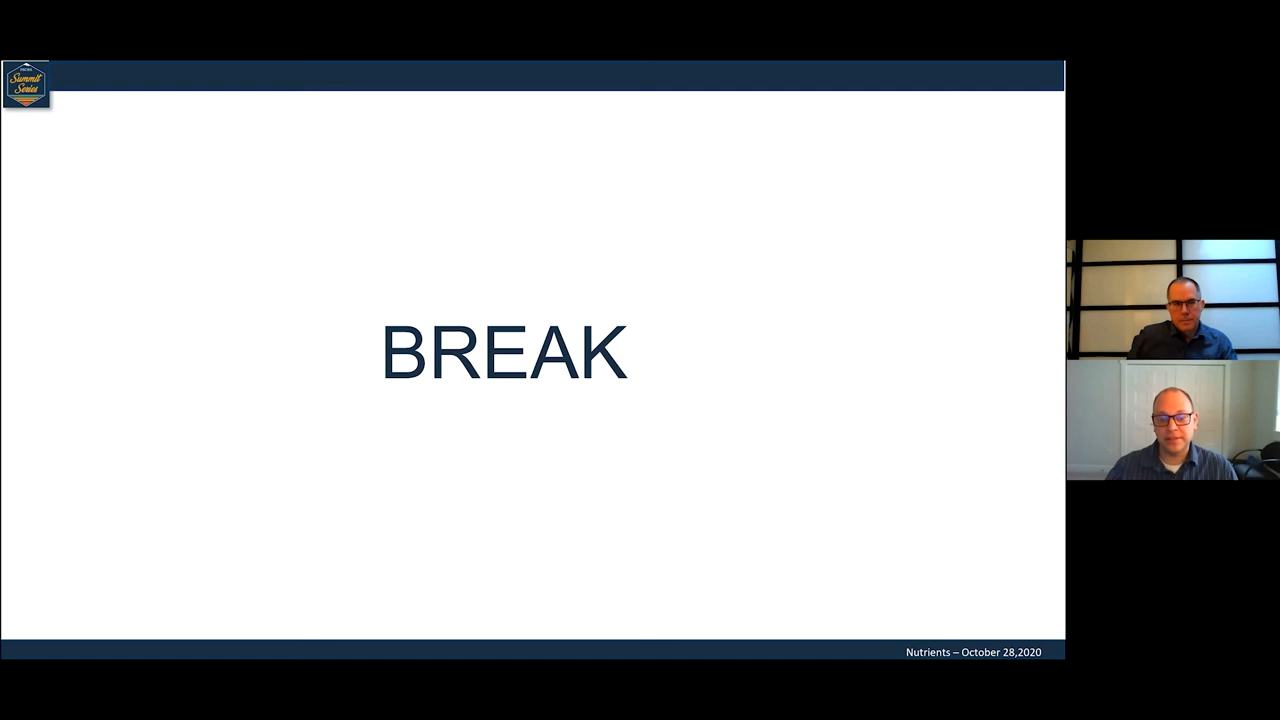 Summit
Series
BREAK
Nutrients – October 28,2020